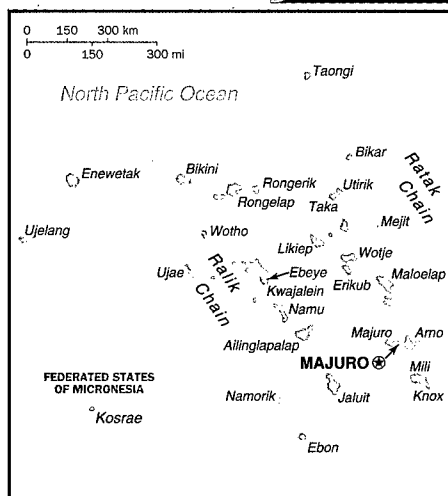 0 150 300 km
0 150 300 mi
Taongi
North Pacific Ocean
Bikar
Ratak
Chain
Enewetak
Bikini
Rongerik
Utirik
Rongelap
Taka
Mejit
Ujelang
Wotho
Likiep
Wotje
Ujae
Ralik
Chain
Ebeye
Maloelap
Kwajalein
Erikub
Namu
Ailinglapalap
Majuro
Arno
MAJURO
FEDERATED STATES
OF MICRONESIA
Mili
Namorik
Jaluit
Knox
Kosrae
Ebon